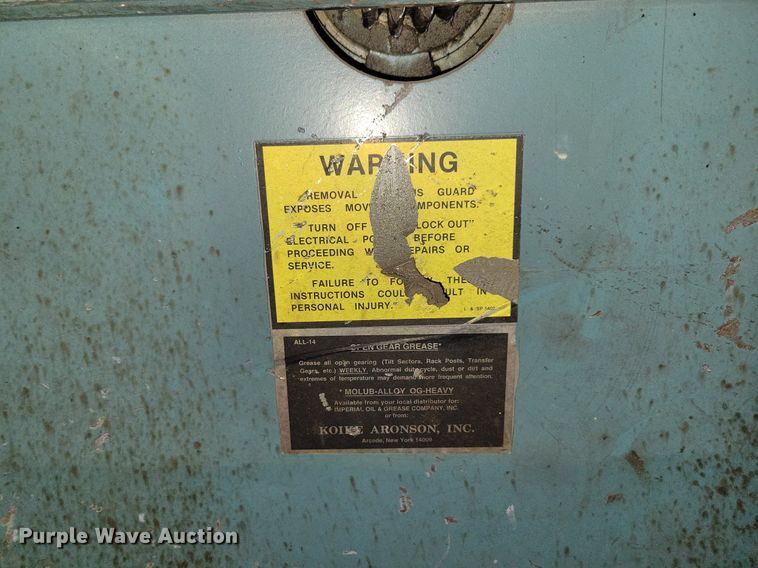 WAR ING
REMOVAL S GUARD
EXPOSES MOV COMPONENTS.
TURN OFF LOCK OUT"
ELECTRICAL PO BEFORE
PROCEEDING W EPAIRS OR
SERVICE.
FAILURE TO FO THE
INSTRUCTIONS COUL ULT IN
PERSONAL INJURY.
ALL-14
OPEN GEAR GREASE*
Grease all open gearing (Tilt Sectors, Rack Posts, Transfer
Gears, etc.) WEEKLY. Abnormal duty cycle, dust or dirt and
extremes of temperature may demand more frequent attention.
* MOLUB-ALLOY OG-HEAVY
Available from your local distributor for:
IMPERIAL OIL & GREASE COMPANY, INC.
or from:
KOIKE ARONSON, INC.
Arcade, New York 14009
Purple Wave Auction